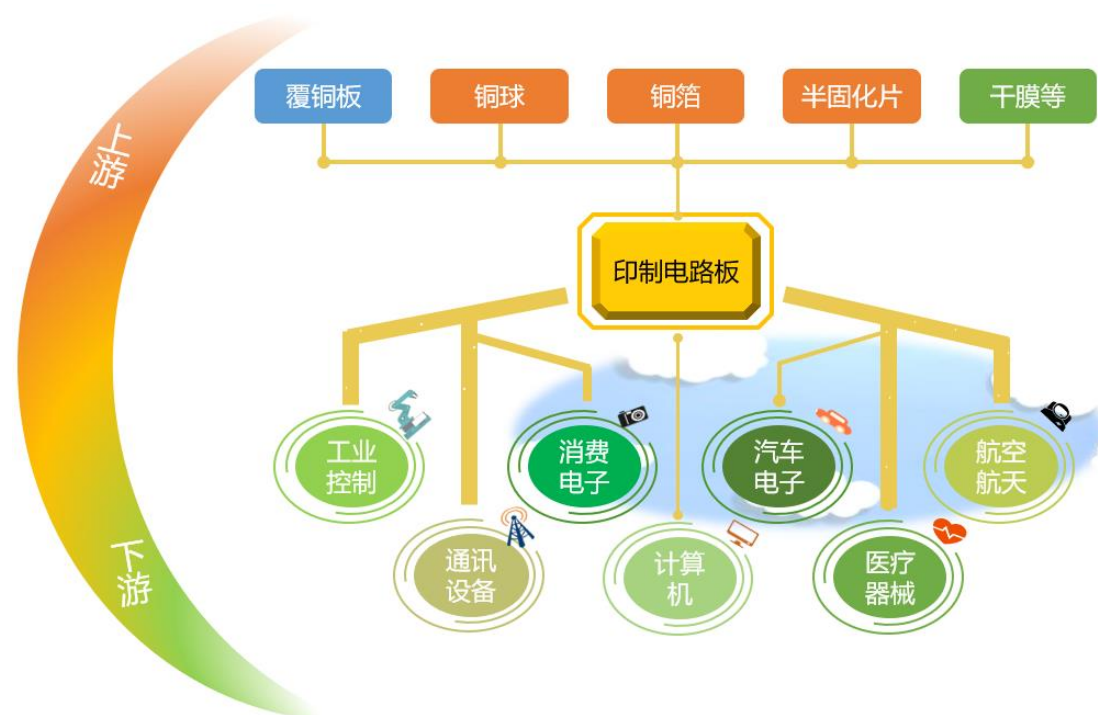 上
游
覆铜板
铜球
铜箔
半固化片
干膜等
印制电路板
工业
控制
消费
电子
汽车
电子
航空
航天
下
游
通讯
设备
计算
机
医疗
器械